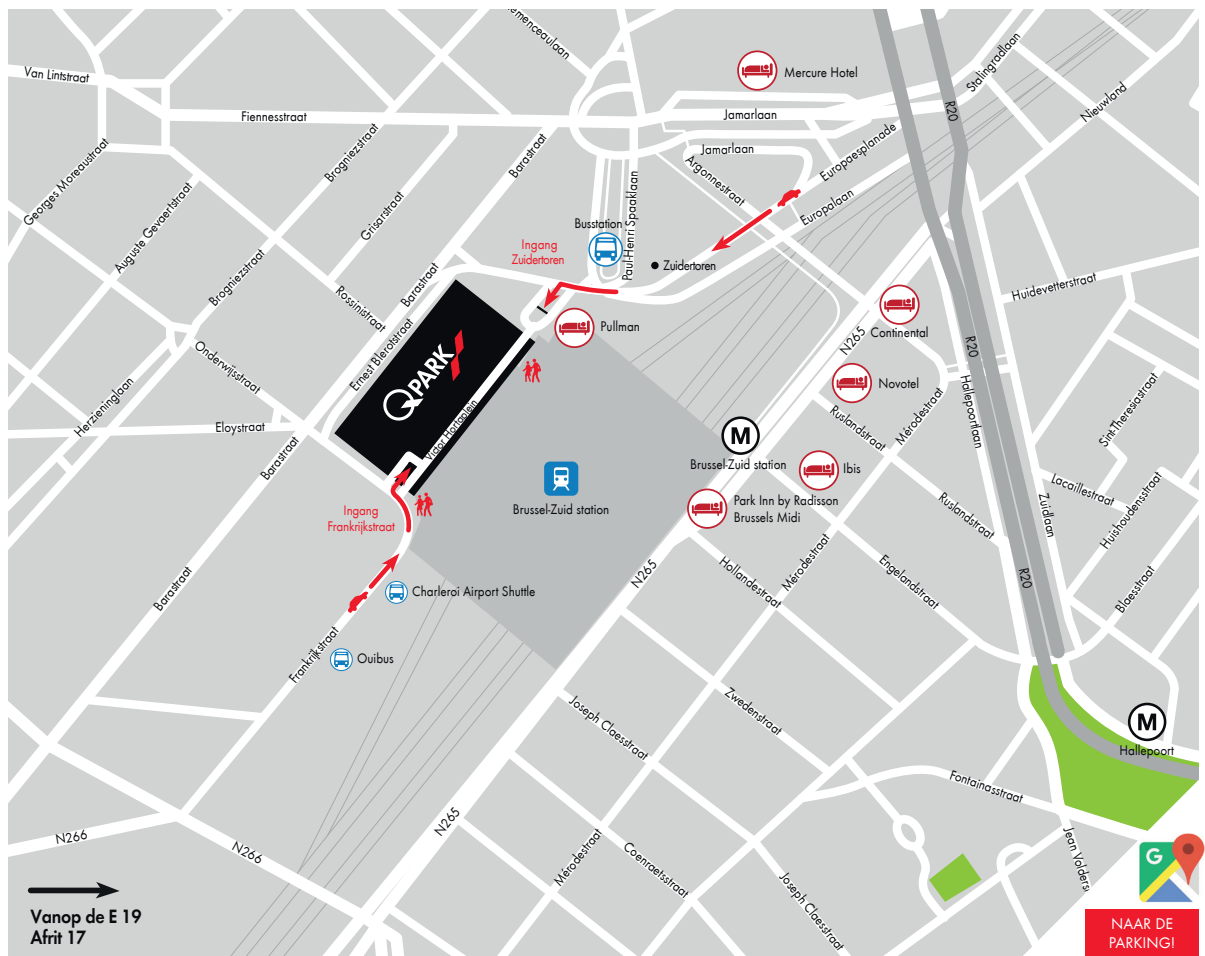 emenceaulaan
Van Lintstraat
Mercure Hotel
Stalingradlaan
Fiennesstraat
Jamarlaan
R20
Nieuwland
Georges Moreaustraat
Brogniezstraat
Barastraat
Jamarlaan
Argonnestraat
Europaesplanade
Auguste Gevaertstraat
Grisarstraat
Paul-Henri Spaaklaan
Europalaan
Busstation
Ingang
Zuidertoren
Zuidertoren
Brogniezstraat
Rossinistraat
Barastraat
Huidevetterstraat
Pullman
Continental
N265
R20
Ernest Blerotstraat
Onderwijsstraat
QPARK
Novotel
Herzieninglaan
Victor Hortaplein
Ruslandstraat
Mérodestraat
Hallepoortlaan
Sint-Theresiastraat
Eloystraat
Barastraat
M
Brussel-Zuid station
Ibis
Brussel-Zuid station
Park Inn by Radisson
Brussels Midi
Ingang
Frankrijkstraat
Ruslandstraat
Zuidlaan
Lacaillestraat
Huishoudensstraat
Barastraat
Charleroi Airport Shuttle
N265
Hollandestraat
Mérodestraat
Engelandstraat
R20
Blaesstraat
Frankrijkstraat
Ouibus
Joseph Claesstraat
Zwedenstraat
M
Hallepoort
Fontainasstraat
N265
N266
N266
Mérodestraat
Coenraetsstraat
Joseph Claesstraat
Jean Volders
G
Vanop de E 19
Afrit 17
NAAR DE
PARKING!